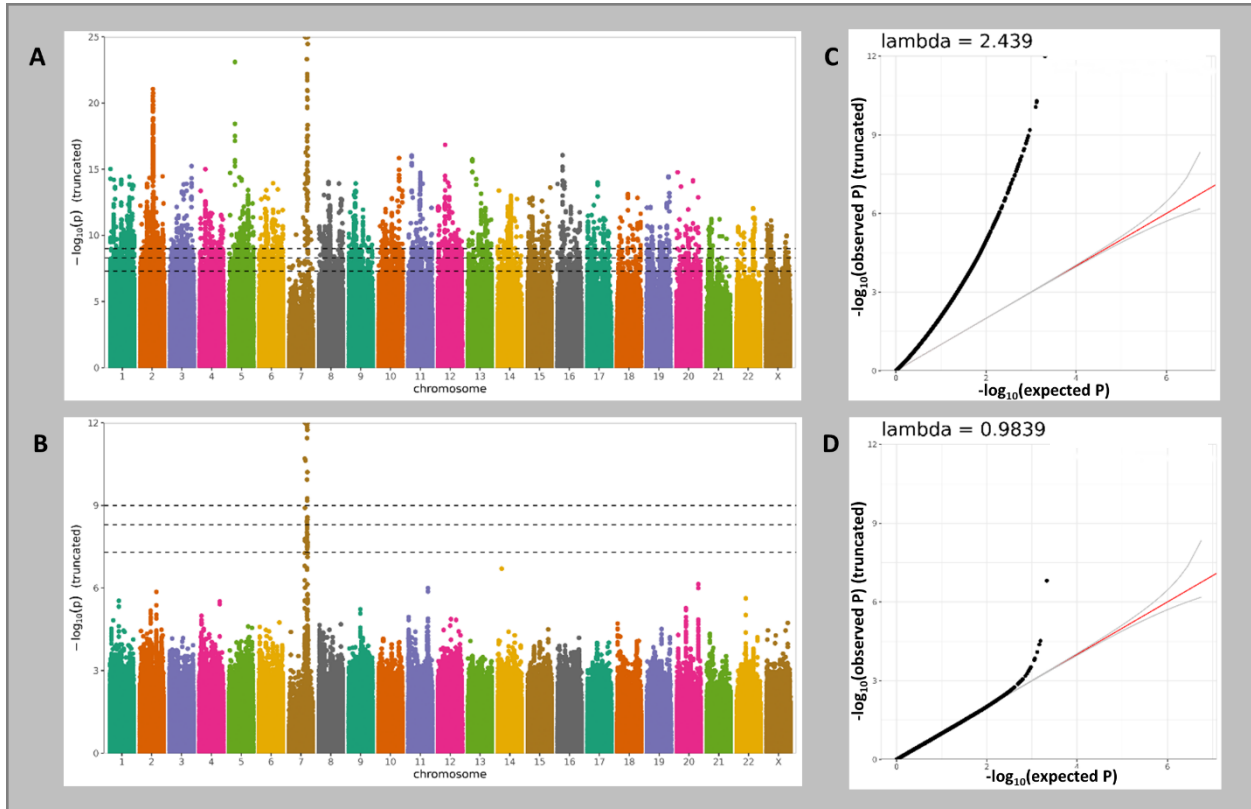 A
25
20
15
10
5
0
−log₁₀(p) (truncated)
1 2 3 4 5 6 7 8 9 10 11 12 13 14 15 16 17 18 19 20 21 22 X
chromosome
C
lambda = 2.439
12
9
6
3
0
-log₁₀(observed P) (truncated)
0 2 4 6
-log₁₀(expected P)
B
12
9
6
3
0
−log₁₀(p) (truncated)
1 2 3 4 5 6 7 8 9 10 11 12 13 14 15 16 17 18 19 20 21 22 X
chromosome
D
lambda = 0.9839
12
9
6
3
0
-log₁₀(observed P) (truncated)
0 2 4 6
-log₁₀(expected P)